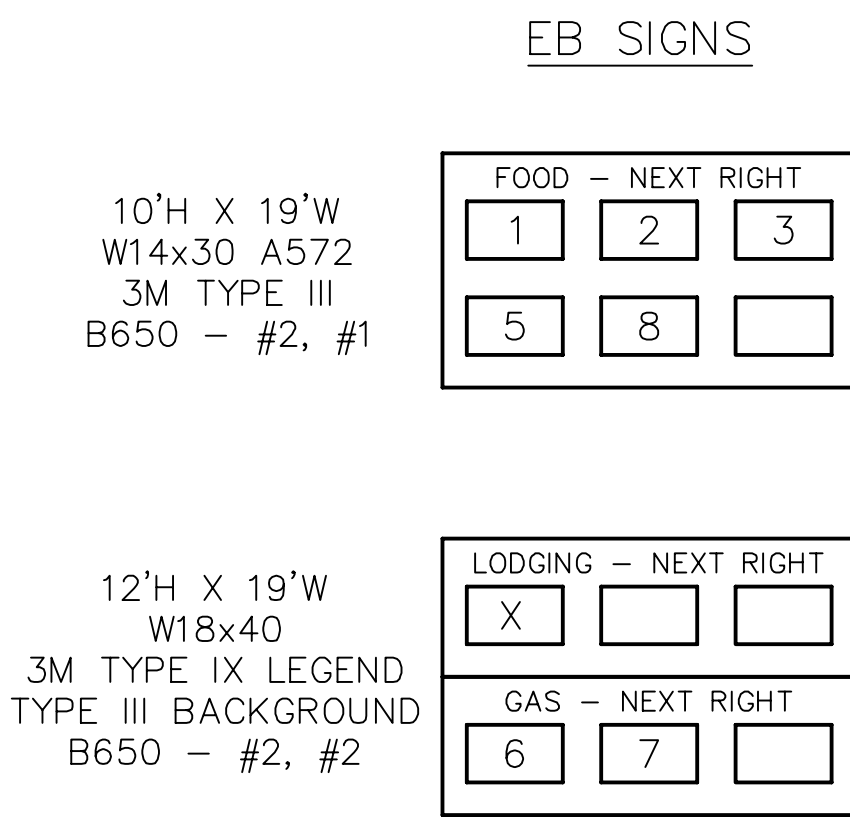 EB SIGNS
10'H X 19'W
W14x30 A572
3M TYPE III
B650 – #2, #1
FOOD – NEXT RIGHT
1 2 3
5 8
12'H X 19'W
W18x40
3M TYPE IX LEGEND
TYPE III BACKGROUND
B650 – #2, #2
LODGING – NEXT RIGHT
X
GAS – NEXT RIGHT
6 7